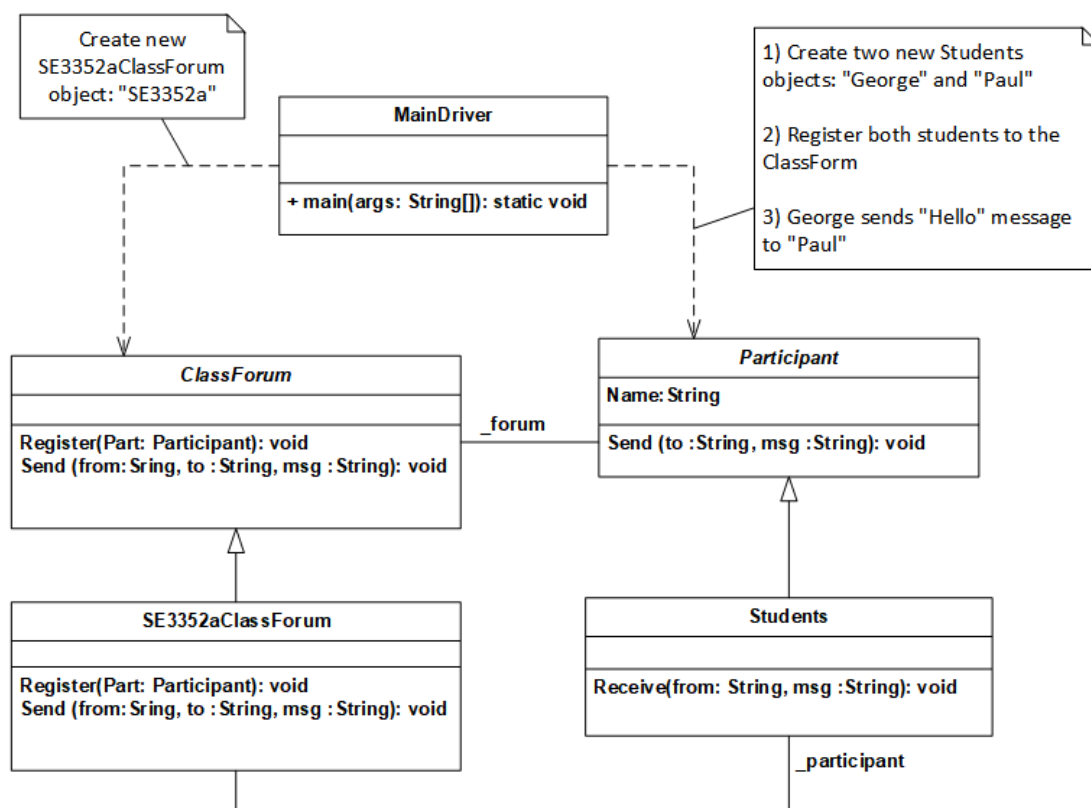 Create new
SE3352aClassForum
object: "SE3352a"
1) Create two new Students
objects: "George" and "Paul"
2) Register both students to the
ClassForm
3) George sends "Hello" message
to "Paul"
MainDriver
+ main(args: String[]): static void
ClassForum
Register(Part: Participant): void
Send (from: Sring, to : String, msg : String): void
_forum
Participant
Name: String
Send (to : String, msg : String): void
SE3352aClassForum
Register(Part: Participant): void
Send (from: Sring, to : String, msg : String): void
Students
Receive(from: String, msg : String): void
_participant